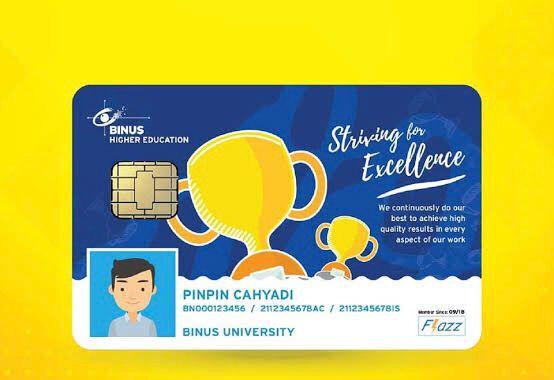 BINUS
HIGHER EDUCATION
Striving for
Excellence
We continuously do our
best to achieve high
quality results in every
aspect of our work
PINPIN CAHYADI
BN000123456 / 2112345678AC / 2112345678IS
BINUS UNIVERSITY
Member Since: 09/18
Flazz